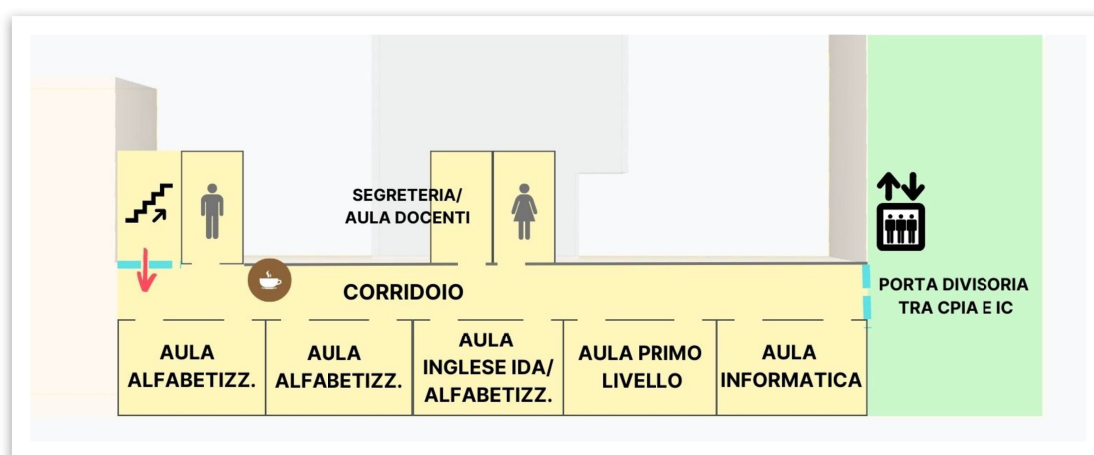 SEGRETERIA/
AULA DOCENTI
CORRIDOIO
PORTA DIVISORIA
TRA CPIA E IC
AULA
ALFABETIZZ.
AULA
ALFABETIZZ.
AULA
INGLESE IDA/
ALFABETIZZ.
AULA PRIMO
LIVELLO
AULA
INFORMATICA